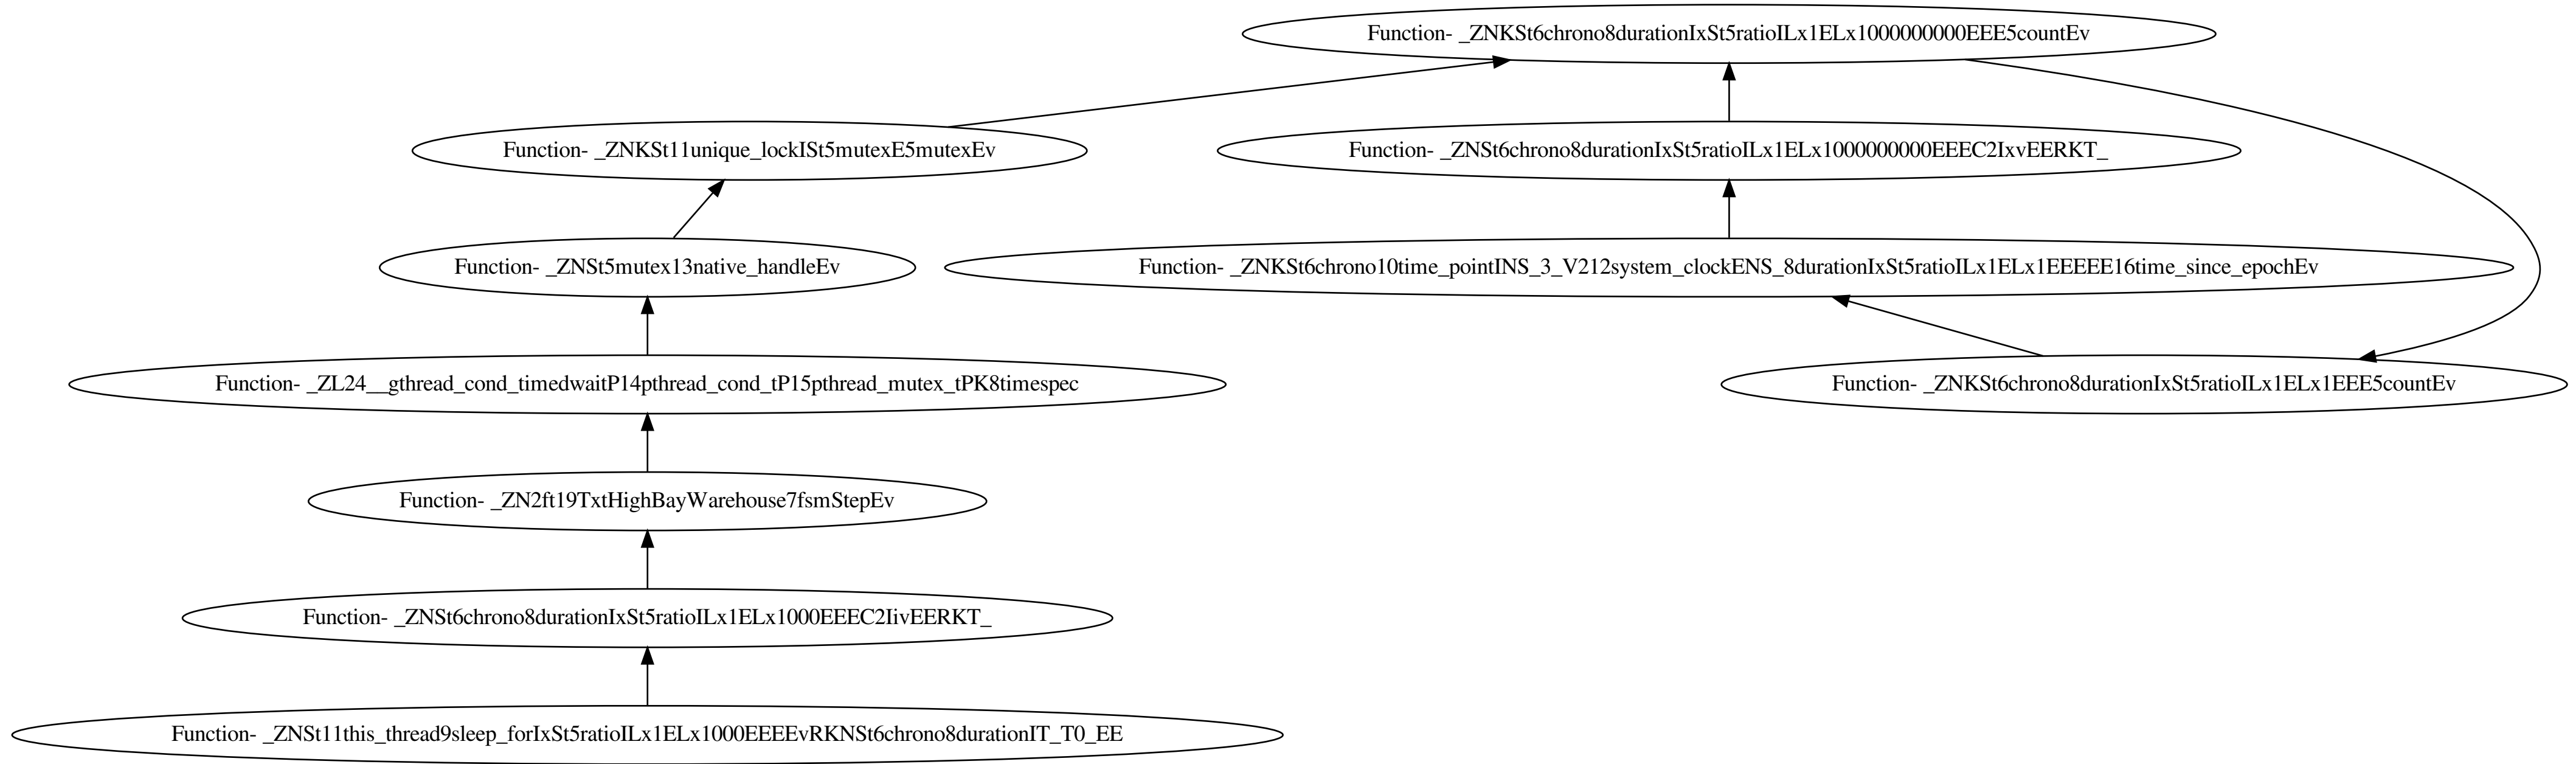 Function- _ZNKSt6chrono8durationIxSt5ratioILx1ELx1000000000EEE5countEv
Function- _ZNKSt11unique_lockISt5mutexE5mutexEv
Function- _ZNSt6chrono8durationIxSt5ratioILx1ELx1000000000EEEC2IxvEERKT_
Function- _ZNSt5mutex13native_handleEv
Function- _ZNKSt6chrono10time_pointINS_3_V212system_clockENS_8durationIxSt5ratioILx1ELx1EEEEE16time_since_epochEv
Function- _ZL24__gthread_cond_timedwaitP14pthread_cond_tP15pthread_mutex_tPK8timespec
Function- _ZNKSt6chrono8durationIxSt5ratioILx1ELx1EEE5countEv
Function- _ZN2ft19TxtHighBayWarehouse7fsmStepEv
Function- _ZNSt6chrono8durationIxSt5ratioILx1ELx1000EEEC2IivEERKT_
Function- _ZNSt11this_thread9sleep_forIxSt5ratioILx1ELx1000EEEEvRKNSt6chrono8durationIT_T0_EE